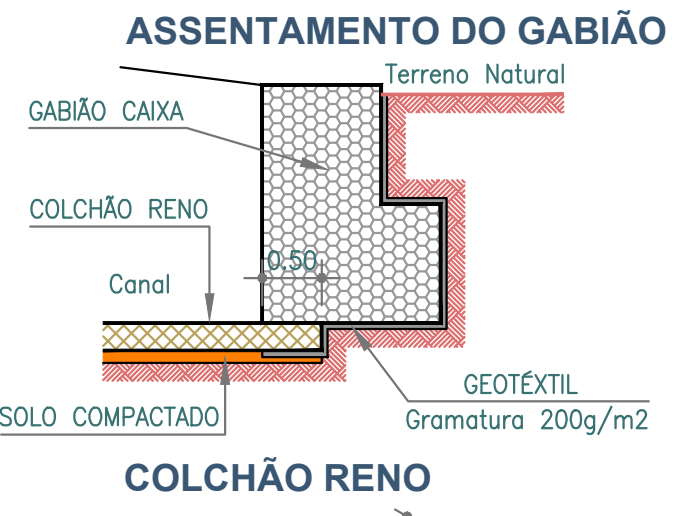 ASSENTAMENTO DO GABIÃO
Terreno Natural
GABIÃO CAIXA
COLCHÃO RENO
0.50
Canal
GEOTÉXTIL
Gramatura 200g/m2
SOLO COMPACTADO
COLCHÃO RENO